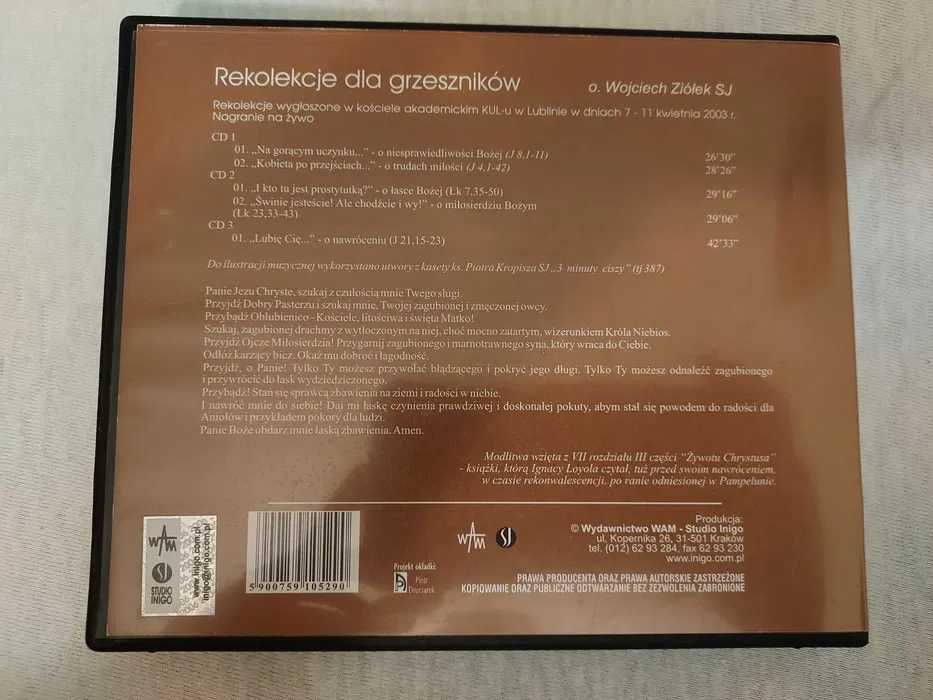 Rekolekcje dla grzeszników
o. Wojciech Ziółek SJ
Rekolekcje wygłoszone w kościele akademickim KUL-u w Lublinie w dniach 7 - 11 kwietnia 2003 r.
Nagranie na żywo
CD 1
01. „Na gorącym uczynku...” - o niesprawiedliwości Bożej (J 8,1-11) 26'30"
02. „Kobieta po przejściach...” - o trudach miłości (J 4,1-42) 28'26"
CD 2
01. „I kto tu jest prostytutką?” - o łasce Bożej (Łk 7,35-50) 29'16"
02. „Świnie jesteście! Ale chodźcie i wy!” - o miłosierdziu Bożym
(Łk 23,33-43) 29'06"
CD 3
01. „Lubię Cię...” - o nawróceniu (J 21,15-23) 42'33"
Do ilustracji muzycznej wykorzystano utwory z kasety ks. Piotra Kropisza SJ „3 minuty ciszy” (tj 387)
Panie Jezu Chryste, szukaj z czułością mnie Twego sługi.
Przyjdź Dobry Pasterzu i szukaj mnie, Twojej zagubionej i zmęczonej owcy.
Przybądź Oblubienico - Kościele, litościwa i święta Matko!
Szukaj, zagubionej drachmy z wytłoczonym na niej, choć mocno zatartym, wizerunkiem Króla Niebios.
Przyjdź Ojcze Miłosierdzia! Przygarnij zagubionego i marnotrawnego syna, który wraca do Ciebie.
Odłóż karzący bicz. Okaż mu dobroć i łagodność.
Przyjdź, o Panie! Tylko Ty możesz przywołać błądzącego i pokryć jego długi. Tylko Ty możesz odnaleźć zagubionego
i przywrócić do łask wydziedziczonego.
Przybądź! Stań się sprawcą zbawienia na ziemi i radości w niebie.
I nawróć mnie do siebie! Daj mi łaskę czynienia prawdziwej i doskonałej pokuty, abym stał się powodem do radości dla
Aniołów i przykładem pokory dla ludzi.
Panie Boże obdarz mnie łaską zbawienia. Amen.
Modlitwa wzięta z VII rozdziału III części “Żywotu Chrystusa”
- książki, którą Ignacy Loyola czytał, tuż przed swoim nawróceniem,
w czasie rekonwalescencji, po ranie odniesionej w Pampelunie.
WAM
STUDIO
INIGO
www.inigo.com.pl
inigo@inigo.com.pl
5 900759 105290
Projekt okładki:
Piotr
Druciarek
WAM SJ
Produkcja:
© Wydawnictwo WAM - Studio Inigo
ul. Kopernika 26, 31-501 Kraków
tel. (012) 62 93 284, fax 62 93 230
www.inigo.com.pl
PRAWA PRODUCENTA ORAZ PRAWA AUTORSKIE ZASTRZEŻONE
KOPIOWANIE ORAZ PUBLICZNE ODTWARZANIE BEZ ZEZWOLENIA ZABRONIONE